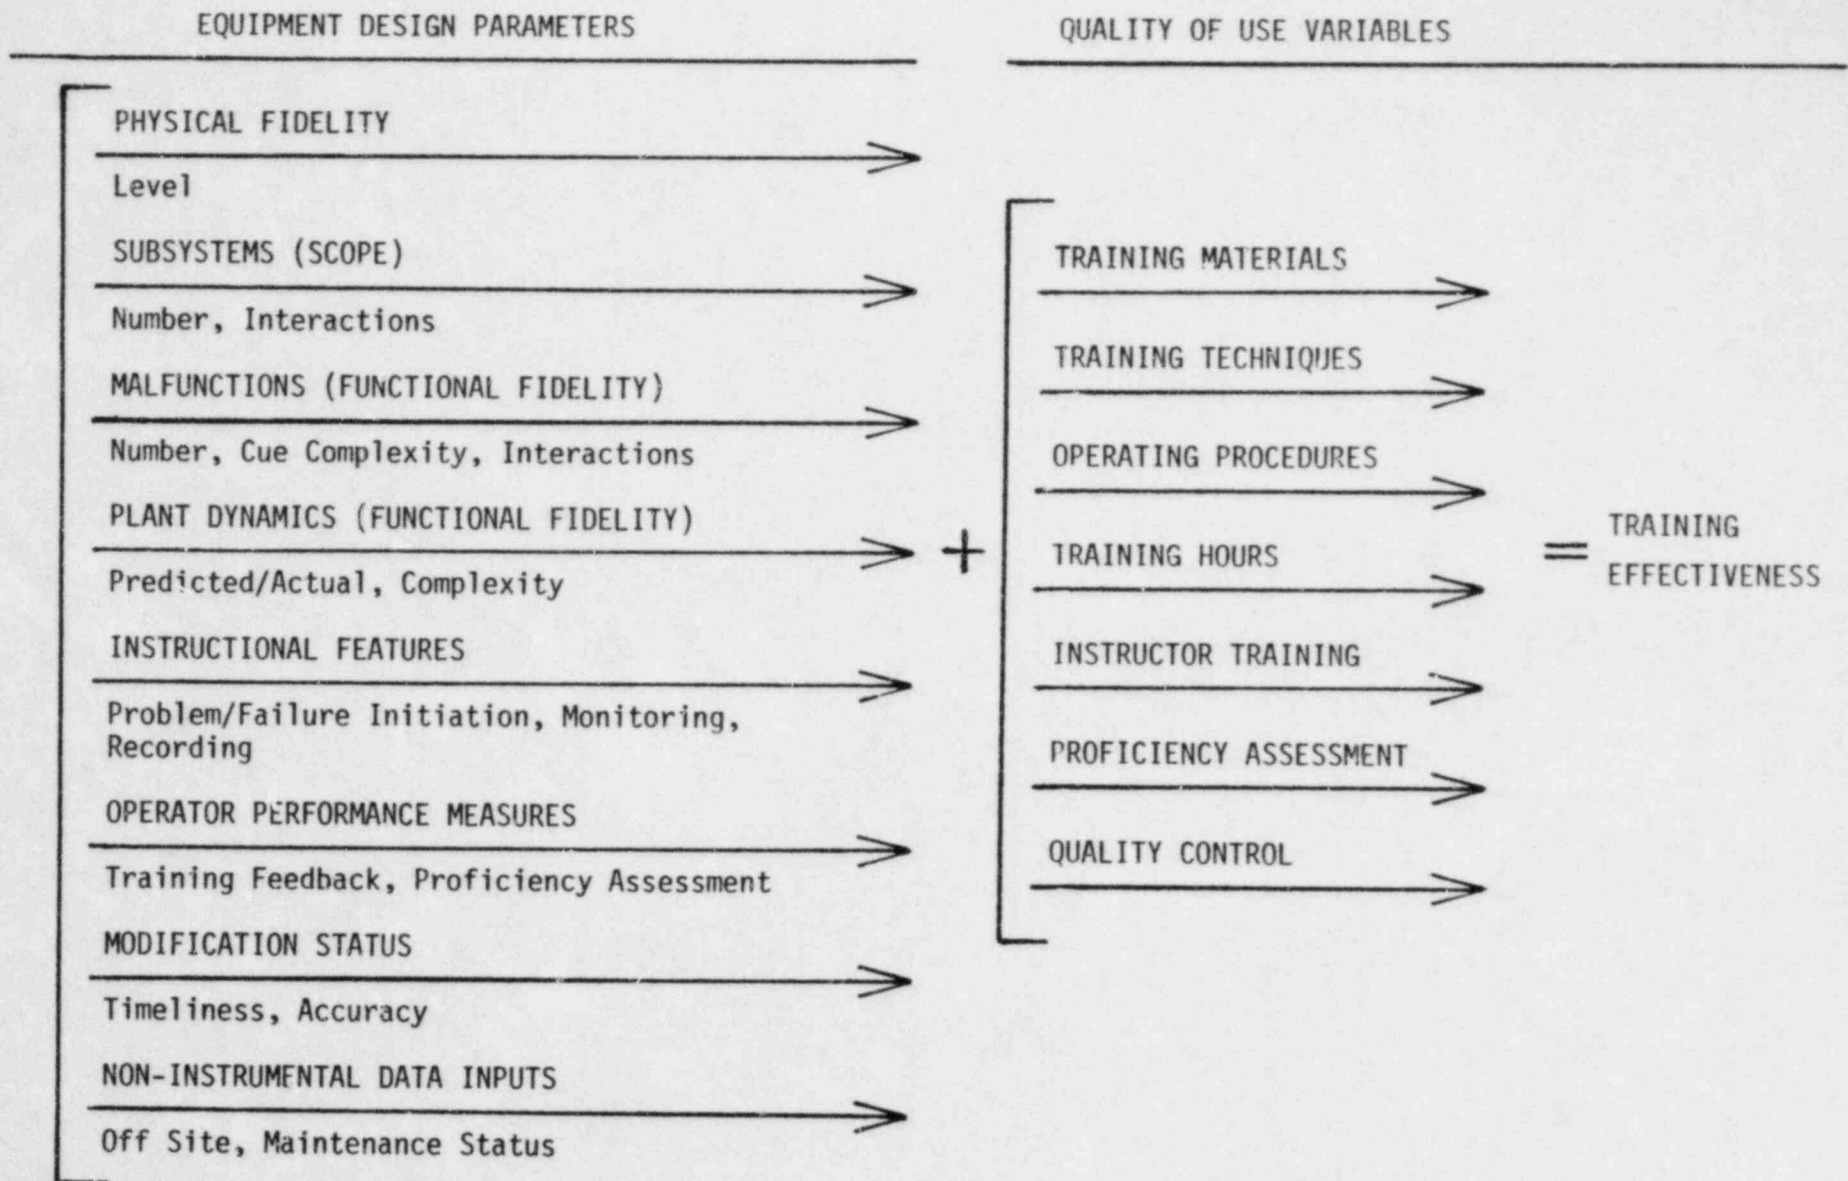 EQUIPMENT DESIGN PARAMETERS
PHYSICAL FIDELITY
Level
SUBSYSTEMS (SCOPE)
Number, Interactions
MALFUNCTIONS (FUNCTIONAL FIDELITY)
Number, Cue Complexity, Interactions
PLANT DYNAMICS (FUNCTIONAL FIDELITY)
Predicted/Actual, Complexity
INSTRUCTIONAL FEATURES
Problem/Failure Initiation, Monitoring,
Recording
OPERATOR PERFORMANCE MEASURES
Training Feedback, Proficiency Assessment
MODIFICATION STATUS
Timeliness, Accuracy
NON-INSTRUMENTAL DATA INPUTS
Off Site, Maintenance Status
+
QUALITY OF USE VARIABLES
TRAINING MATERIALS
TRAINING TECHNIQUES
OPERATING PROCEDURES
TRAINING HOURS
INSTRUCTOR TRAINING
PROFICIENCY ASSESSMENT
QUALITY CONTROL
= TRAINING
EFFECTIVENESS